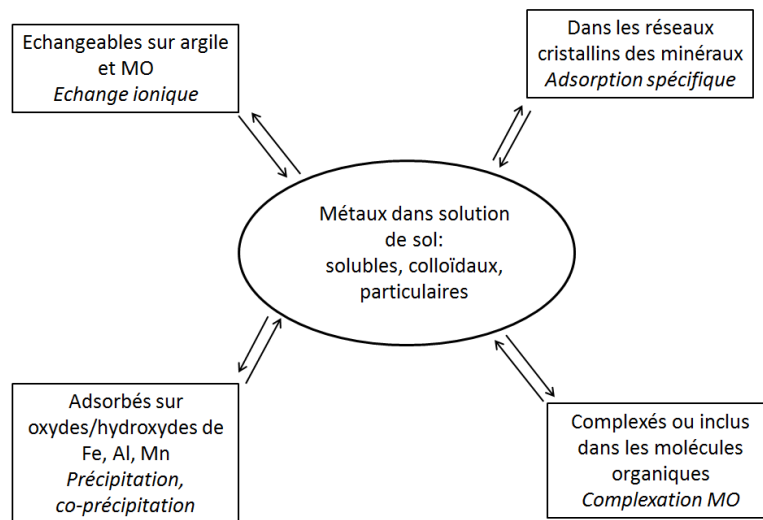 Echangeables sur argile
et MO
Echange ionique
Dans les réseaux
cristallins des minéraux
Adsorption spécifique
Métaux dans solution
de sol:
solubles, colloïdaux,
particulaires
Adsorbés sur
oxydes/hydroxydes de
Fe, Al, Mn
Précipitation,
co-précipitation
Complexés ou inclus
dans les molécules
organiques
Complexation MO